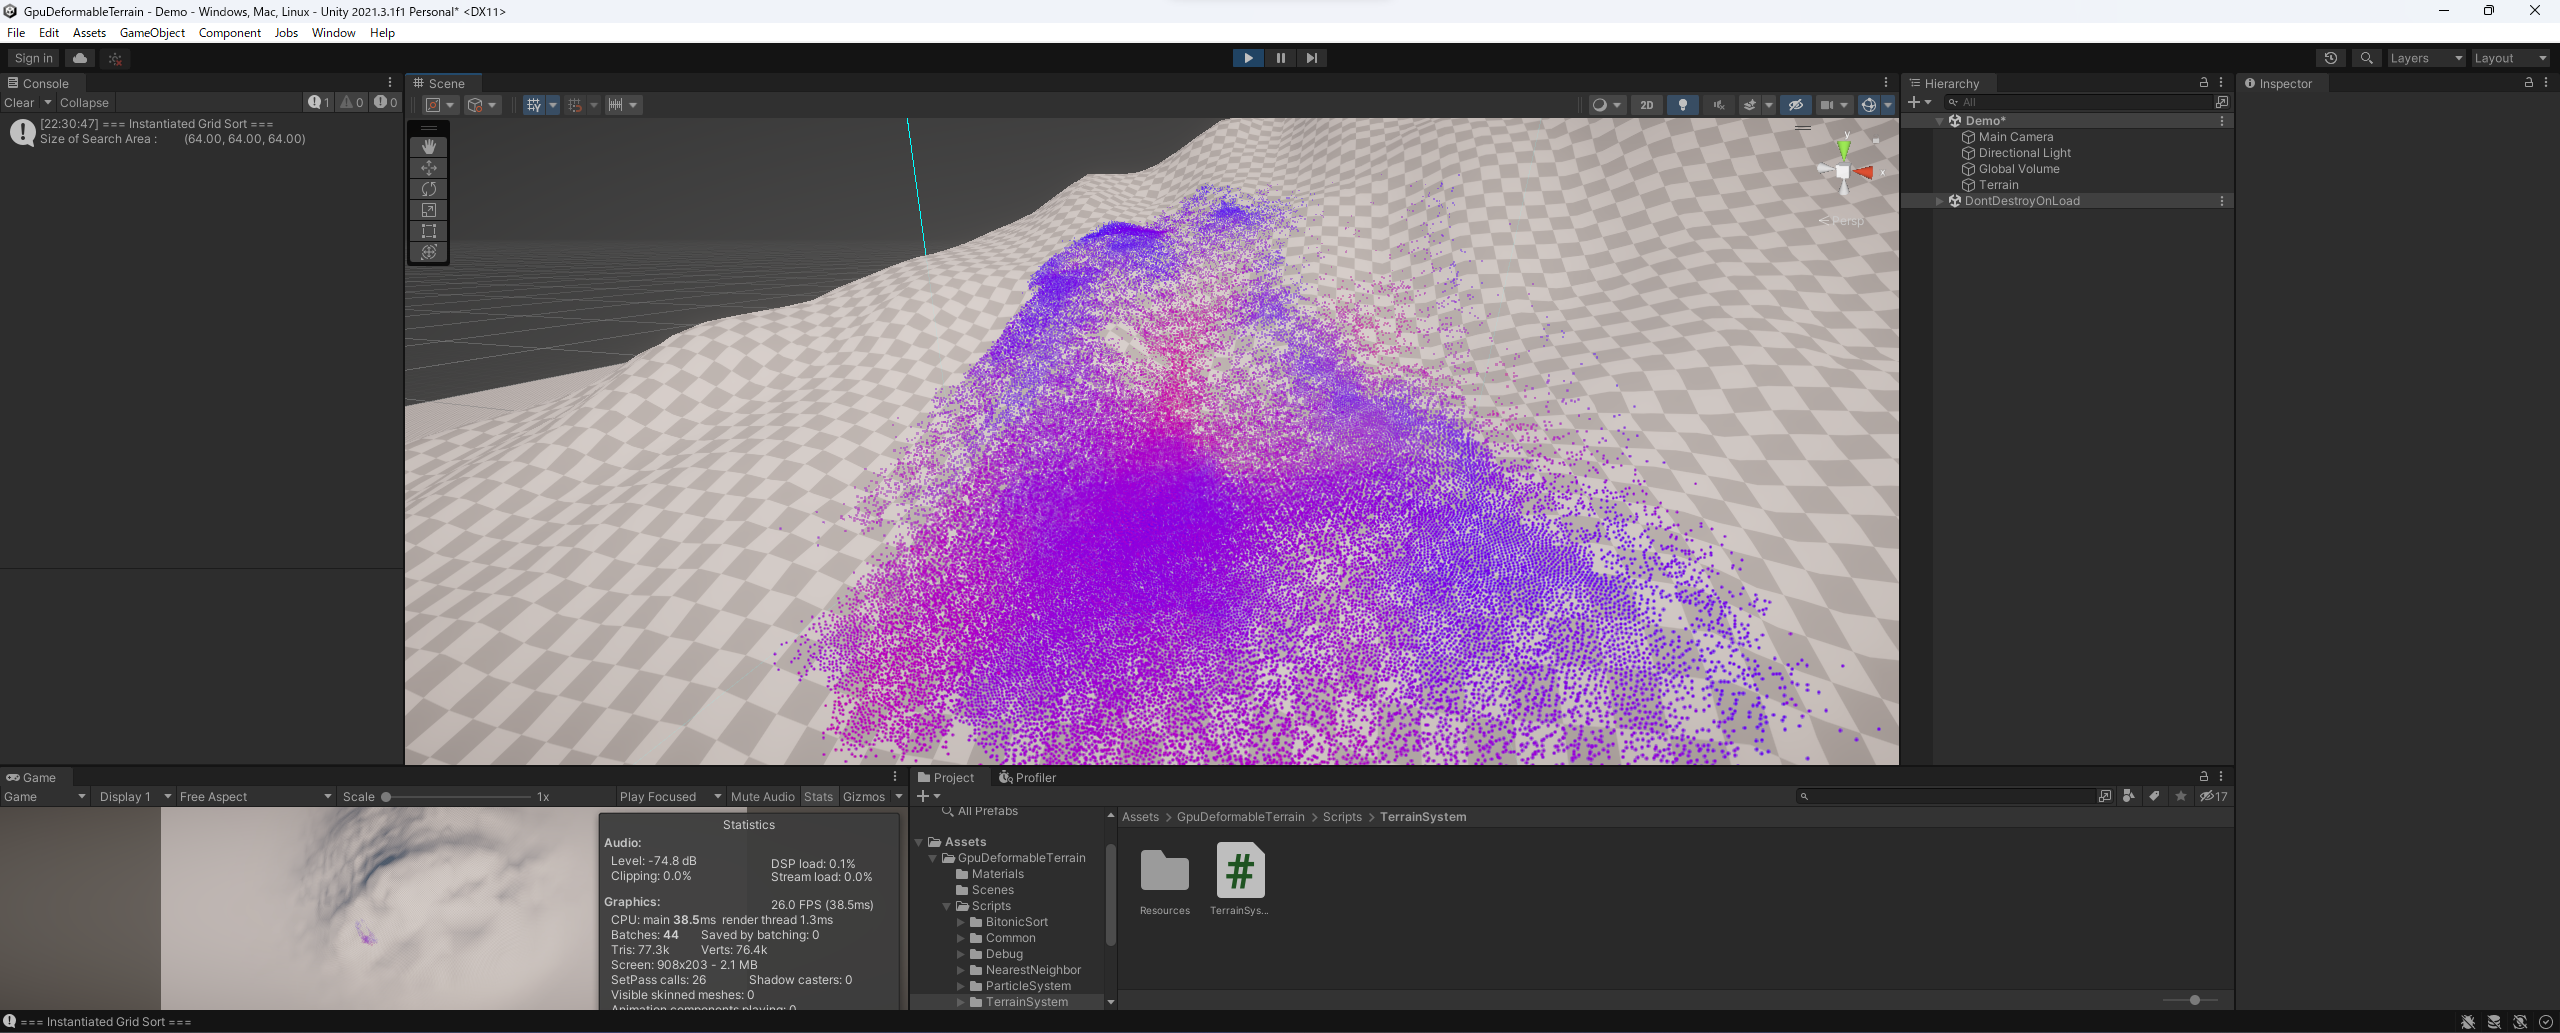 GpuDeformableTerrain - Demo - Windows, Mac, Linux - Unity 2021.3.1f1 Personal* <DX11>
File Edit Assets GameObject Component Jobs Window Help
Sign in
Layers
Layout
Console
Clear Collapse 1 0 0
[22:30:47] === Instantiated Grid Sort ===
Size of Search Area : (64.00, 64.00, 64.00)
Scene
2D
y
x
Persp
Hierarchy
All
Demo*
Main Camera
Directional Light
Global Volume
Terrain
DontDestroyOnLoad
Inspector
Game
Game Display 1 Free Aspect Scale 1x Play Focused Mute Audio Stats Gizmos
Statistics
Audio:
Level: -74.8 dB DSP load: 0.1%
Clipping: 0.0% Stream load: 0.0%
Graphics: 26.0 FPS (38.5ms)
CPU: main 38.5ms render thread 1.3ms
Batches: 44 Saved by batching: 0
Tris: 77.3k Verts: 76.4k
Screen: 908x203 - 2.1 MB
SetPass calls: 26 Shadow casters: 0
Visible skinned meshes: 0
Animation components playing: 0
Project Profiler
17
All Prefabs
Assets
GpuDeformableTerrain
Materials
Scenes
Scripts
BitonicSort
Common
Debug
NearestNeighbor
ParticleSystem
TerrainSystem
Assets > GpuDeformableTerrain > Scripts > TerrainSystem
#
Resources
TerrainSys...
=== Instantiated Grid Sort ===